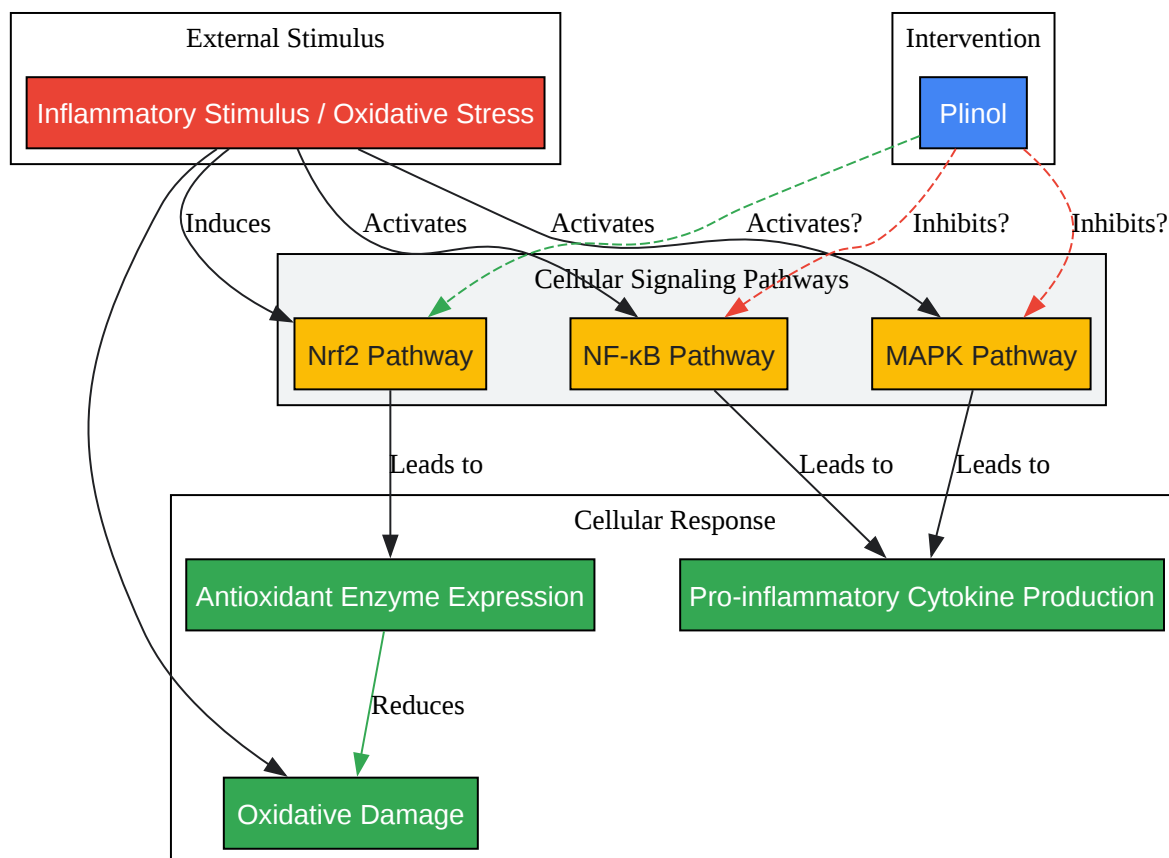 External Stimulus
Intervention
Inflammatory Stimulus / Oxidative Stress
Plinol
Induces
Activates
Activates
Activates?
Inhibits?
Inhibits?
Cellular Signaling Pathways
Nrf2 Pathway
NF-κB Pathway
MAPK Pathway
Leads to
Leads to
Leads to
Cellular Response
Antioxidant Enzyme Expression
Pro-inflammatory Cytokine Production
Reduces
Oxidative Damage